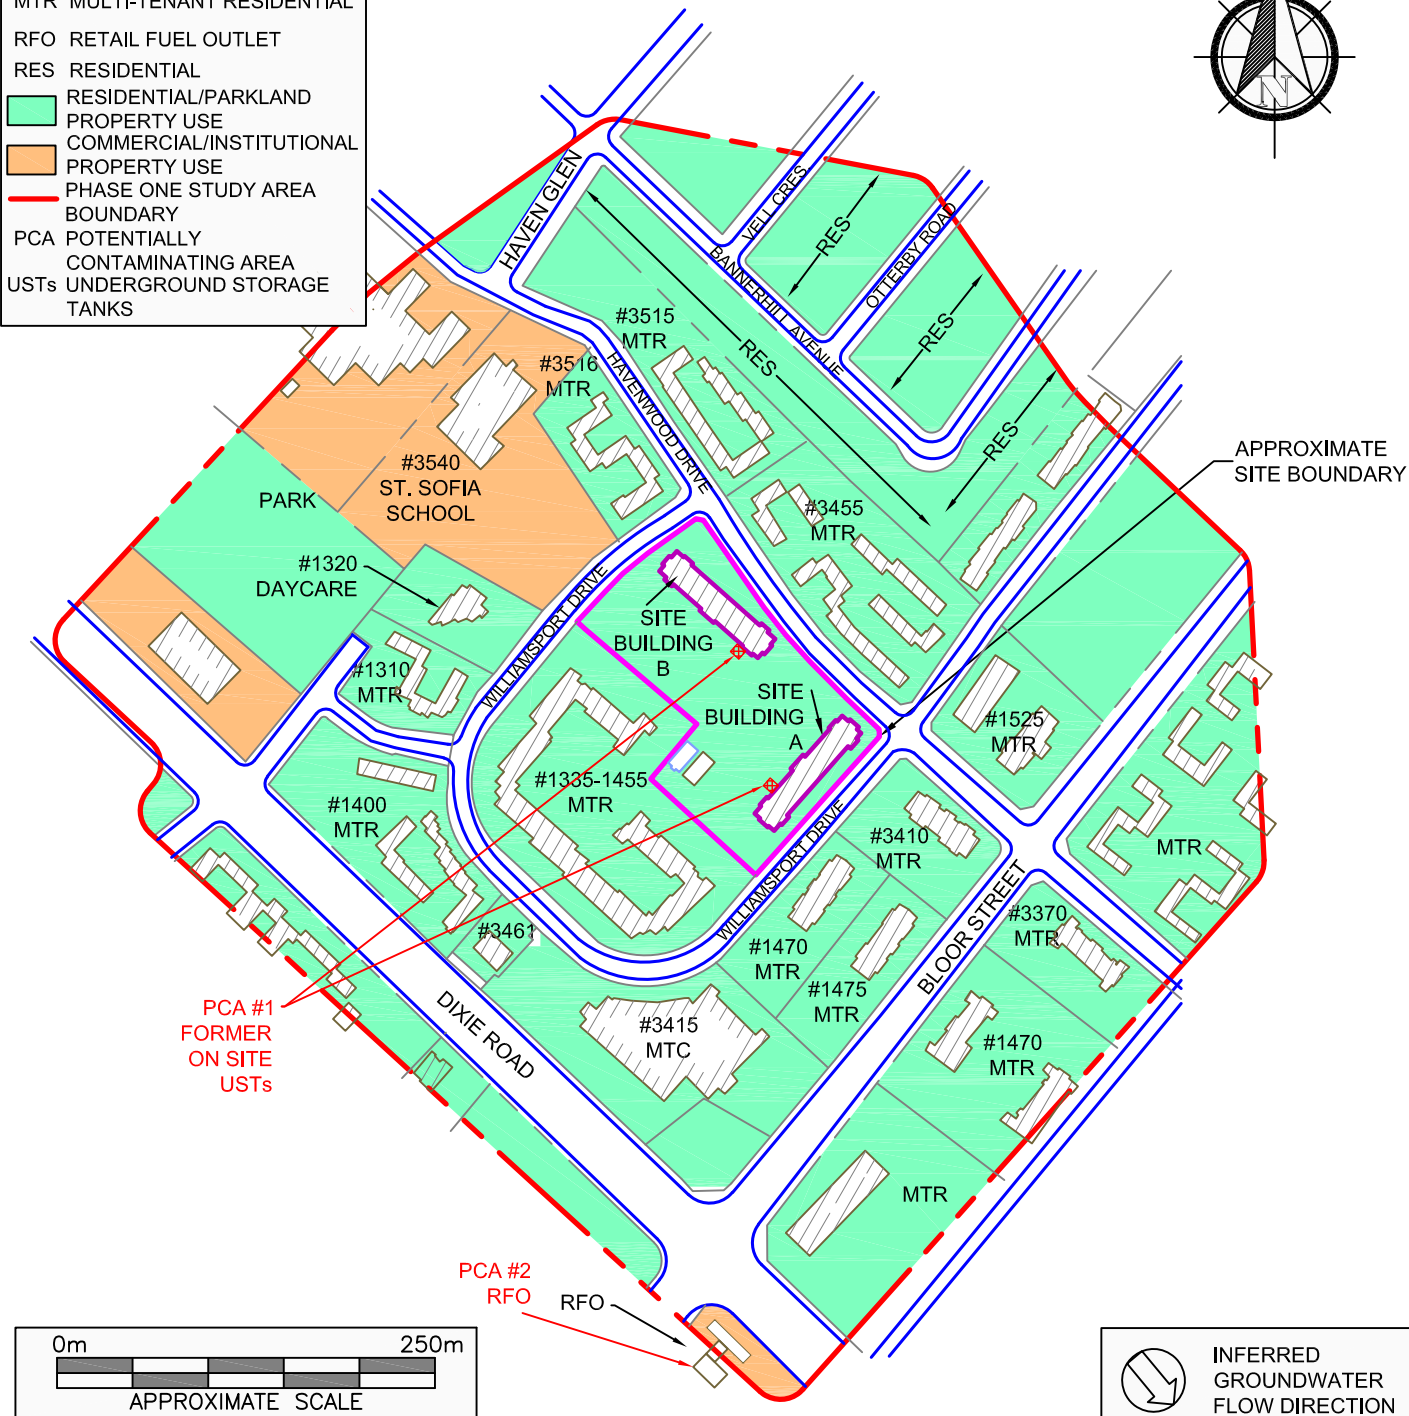 MTR MULTI-TENANT RESIDENTIAL
RFO RETAIL FUEL OUTLET
RES RESIDENTIAL
RESIDENTIAL/PARKLAND
PROPERTY USE
COMMERCIAL/INSTITUTIONAL
PROPERTY USE
PHASE ONE STUDY AREA
BOUNDARY
PCA POTENTIALLY
CONTAMINATING AREA
USTs UNDERGROUND STORAGE
TANKS
N
HAVEN GLEN
VELL CRES
RES
BANNERHILL AVENUE
OTTERBY ROAD
RES
RES
RES
#3515
MTR
#3516
MTR
HAVENWOOD DRIVE
#3540
ST. SOFIA
SCHOOL
PARK
#3455
MTR
APPROXIMATE
SITE BOUNDARY
#1320
DAYCARE
WILLIAMSPORT DRIVE
SITE
BUILDING
B
#1310
MTR
SITE
BUILDING
A
#1525
MTR
#1335-1455
MTR
#1400
MTR
#3410
MTR
MTR
WILLIAMSPORT DRIVE
BLOOR STREET
#3461
#3370
MTR
#1470
MTR
#1475
MTR
PCA #1
FORMER
ON SITE
USTs
DIXIE ROAD
#3415
MTC
#1470
MTR
MTR
PCA #2
RFO
RFO
0m 250m
APPROXIMATE SCALE
INFERRED
GROUNDWATER
FLOW DIRECTION